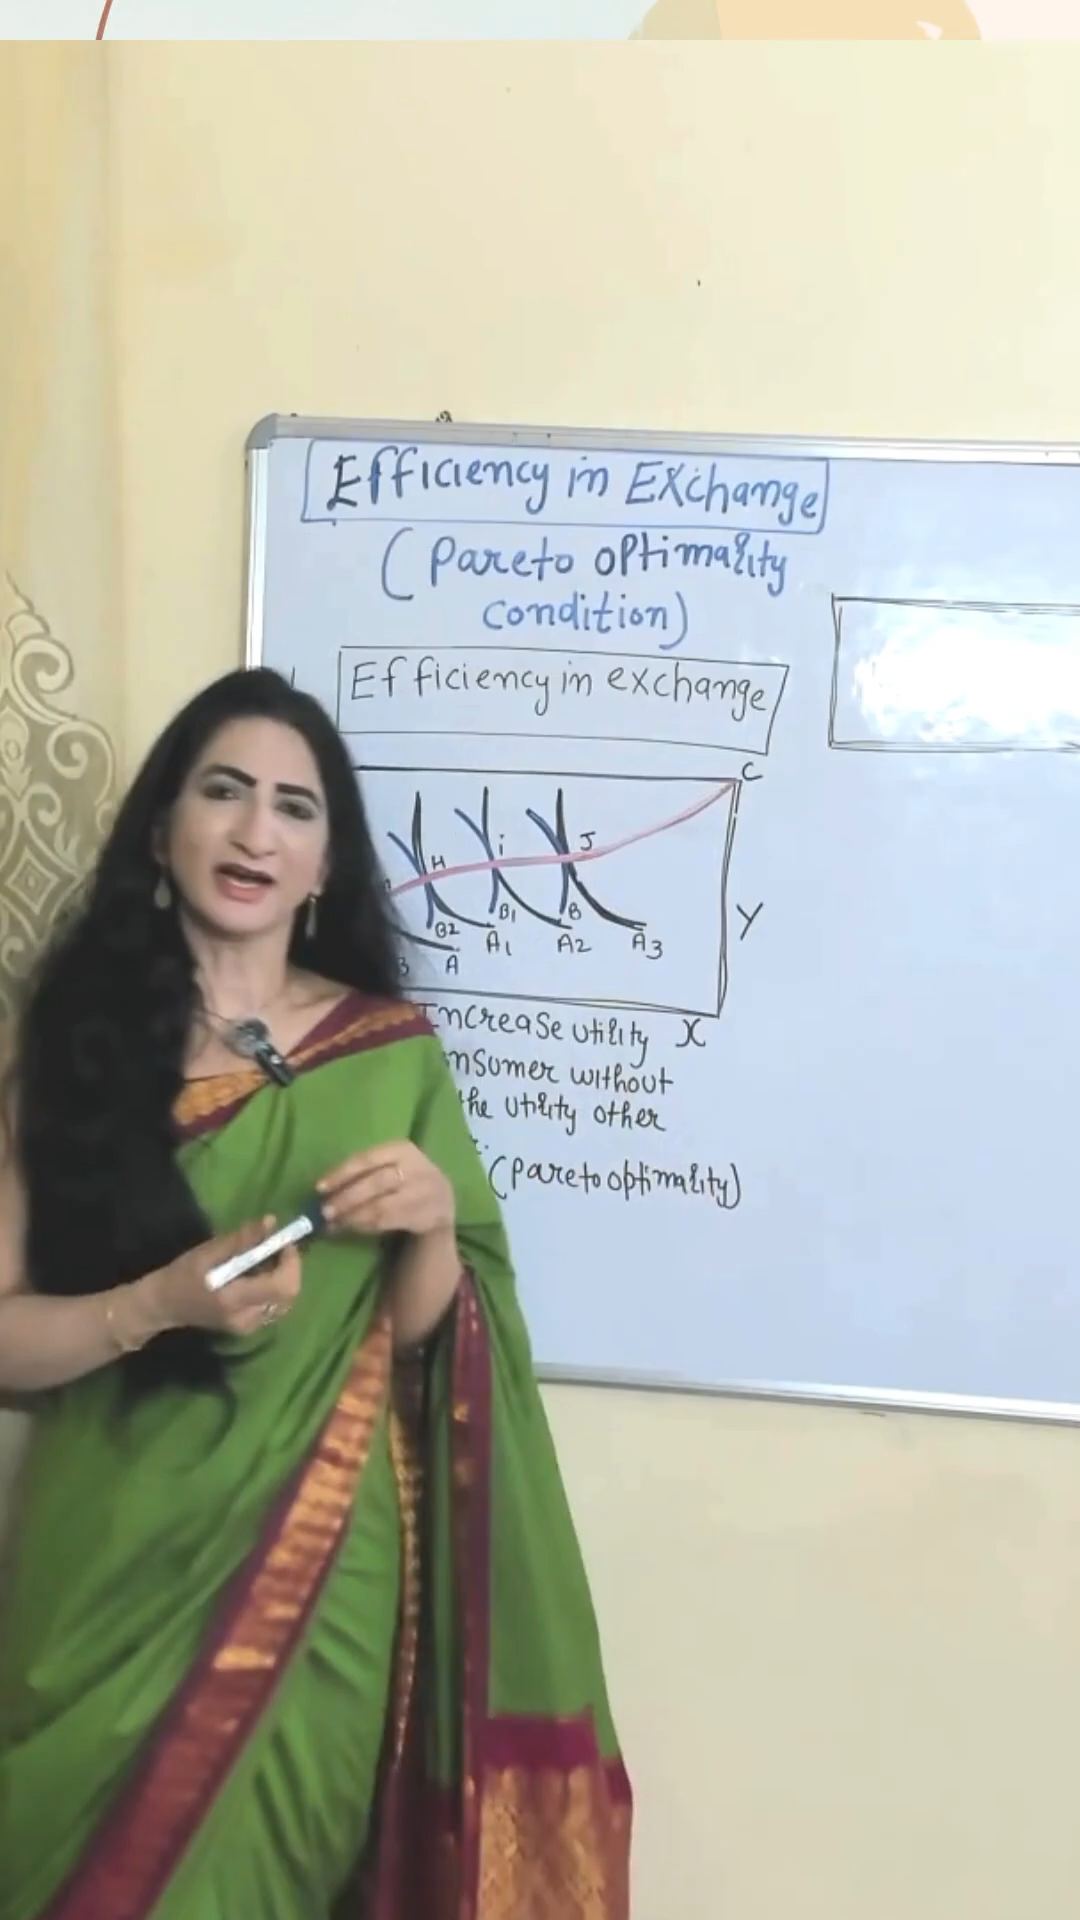 Efficiency in Exchange
(Pareto optimality
condition)
Efficiency in exchange
C
H
i
J
B2
B1
B
Y
A
A1
A2
A3
Increase utility
X
without
the utility other
(Pareto optimality)